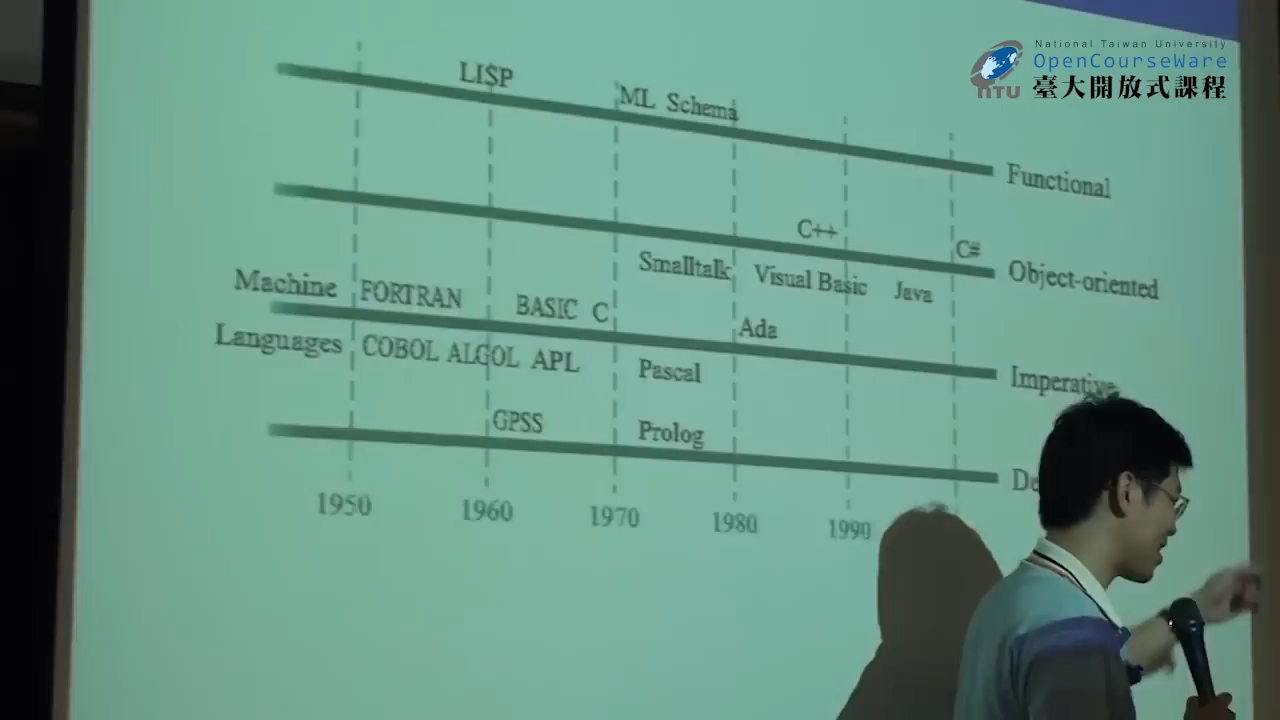 National Taiwan University
OpenCourseWare
NTU 臺大開放式課程
LISP
ML Schema
Functional
C++
C#
Smalltalk Visual Basic Java
Object-oriented
Machine FORTRAN BASIC C
Ada
Languages COBOL ALGOL APL Pascal
Imperative
GPSS Prolog
1950 1960 1970 1980 1990